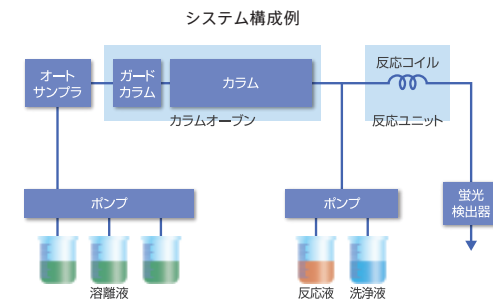 システム構成例
オート
サンプラ
ガード
カラム
カラム
カラムオーブン
反応コイル
反応ユニット
ポンプ
ポンプ
蛍光
検出器
溶離液
反応液
洗浄液